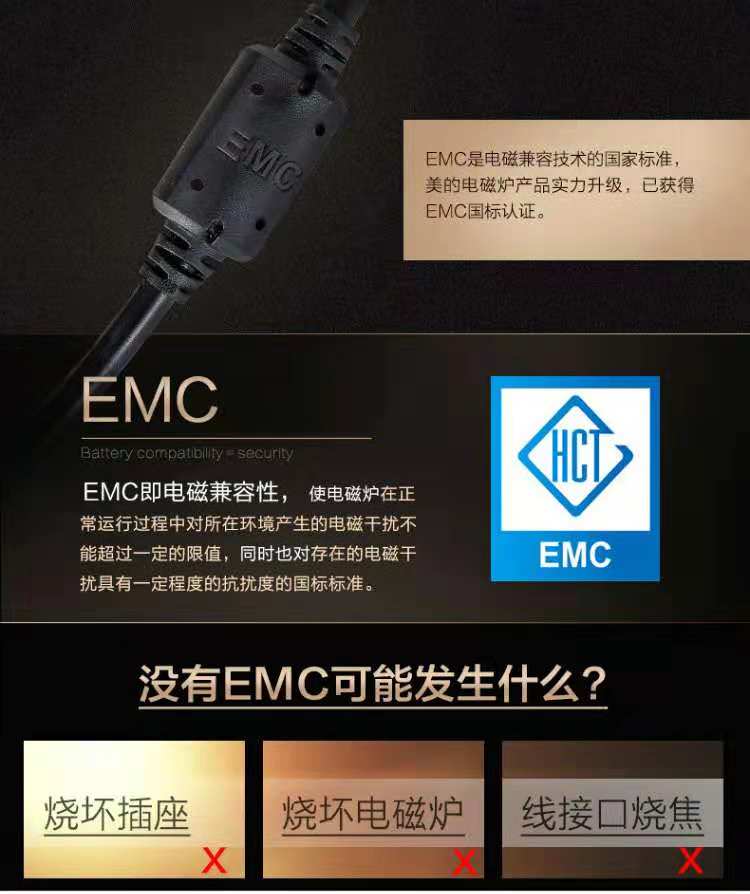 EMC
EMC是电磁兼容技术的国家标准，
美的电磁炉产品实力升级，已获得
EMC国标认证。
EMC
Battery compatibility = security
EMC即电磁兼容性，使电磁炉在正
常运行过程中对所在环境产生的电磁干扰不
能超过一定的限值，同时也对存在的电磁干
扰具有一定程度的抗扰度的国标标准。
HCT
EMC
没有EMC可能发生什么？
烧坏插座
X
烧坏电磁炉
X
线接口烧焦
X